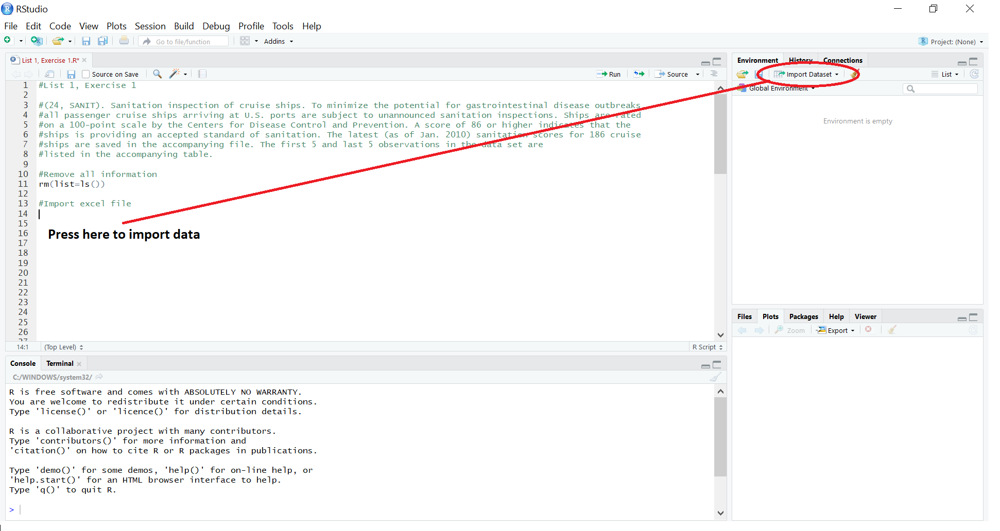 RStudio
File Edit Code View Plots Session Build Debug Profile Tools Help
Go to file/function Addins Project: (None)
List 1, Exercise 1.R*
Source on Save Run Source
1 #List 1, Exercise 1
2
3 #(24, SANIT). Sanitation inspection of cruise ships. To minimize the potential for gastrointestinal disease outbreaks
4 #all passenger cruise ships arriving at U.S. ports are subject to unannounced sanitation inspections. Ships are rated
5 #on a 100-point scale by the Centers for Disease Control and Prevention. A score of 86 or higher indicates that the
6 #ships is providing an accepted standard of sanitation. The latest (as of Jan. 2010) sanitation scores for 186 cruise
7 #ships are saved in the accompanying file. The first 5 and last 5 observations in the data set are
8 #listed in the accompanying table.
9
10 #Remove all information
11 rm(list=ls())
12
13 #Import excel file
14
15
16
Press here to import data
17
18
19
20
21
22
23
24
25
26
27
14:1 (Top Level) R Script
Console Terminal
C:/WINDOWS/system32/
R is free software and comes with ABSOLUTELY NO WARRANTY.
You are welcome to redistribute it under certain conditions.
Type 'license()' or 'licence()' for distribution details.
R is a collaborative project with many contributors.
Type 'contributors()' for more information and
'citation()' on how to cite R or R packages in publications.
Type 'demo()' for some demos, 'help()' for on-line help, or
'help.start()' for an HTML browser interface to help.
Type 'q()' to quit R.
>
Environment History Connections
Import Dataset List
Global Environment
Environment is empty
Files Plots Packages Help Viewer
Zoom Export